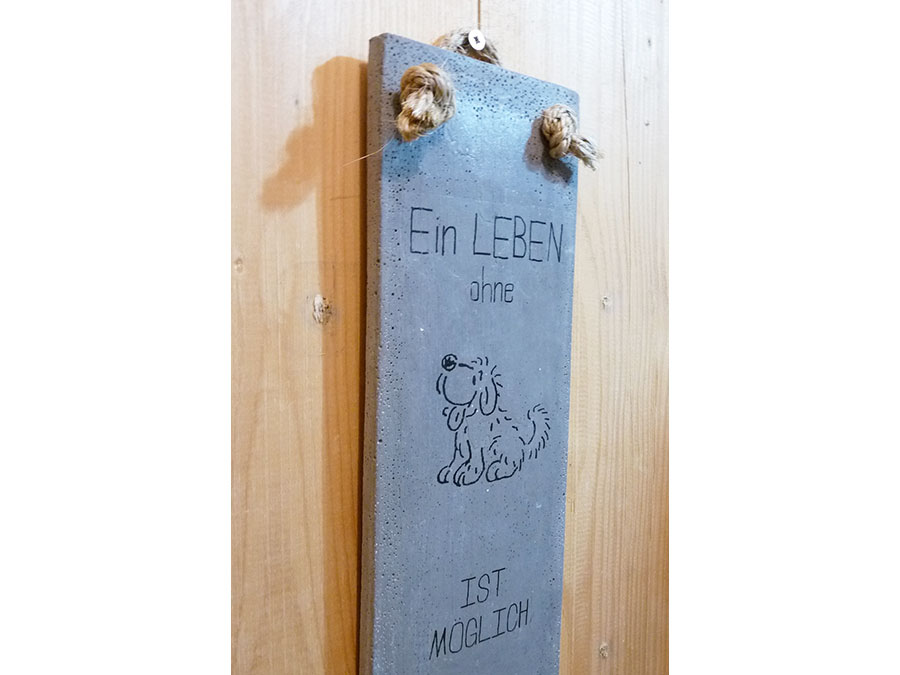 Ein LEBEN
ohne
IST
MÖGLICH